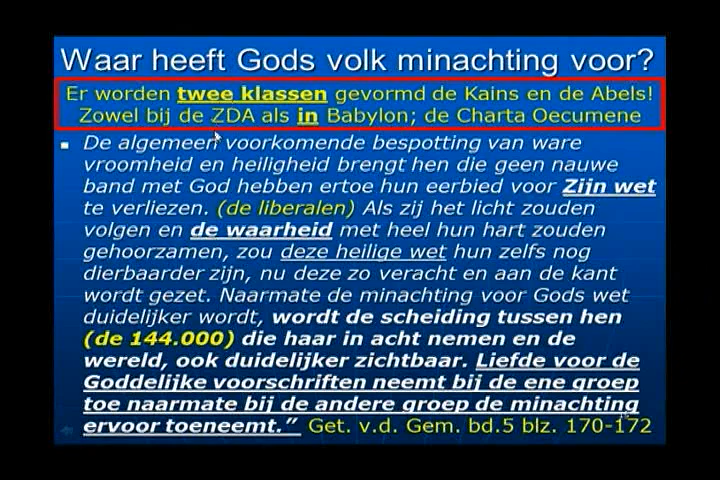 Waar heeft Gods volk minachting voor?
Er worden twee klassen gevormd de Kains en de Abels!
Zowel bij de ZDA als in Babylon; de Charta Oecumene
De algemeen voorkomende bespotting van ware
vroomheid en heiligheid brengt hen die geen nauwe
band met God hebben ertoe hun eerbied voor Zijn wet
te verliezen. (de liberalen) Als zij het licht zouden
volgen en de waarheid met heel hun hart zouden
gehoorzamen, zou deze heilige wet hun zelfs nog
dierbaarder zijn, nu deze zo veracht en aan de kant
wordt gezet. Naarmate de minachting voor Gods wet
duidelijker wordt, wordt de scheiding tussen hen
(de 144.000) die haar in acht nemen en de
wereld, ook duidelijker zichtbaar. Liefde voor de
Goddelijke voorschriften neemt bij de ene groep
toe naarmate bij de andere groep de minachting
ervoor toeneemt.” Get. v.d. Gem. bd.5 blz. 170-172